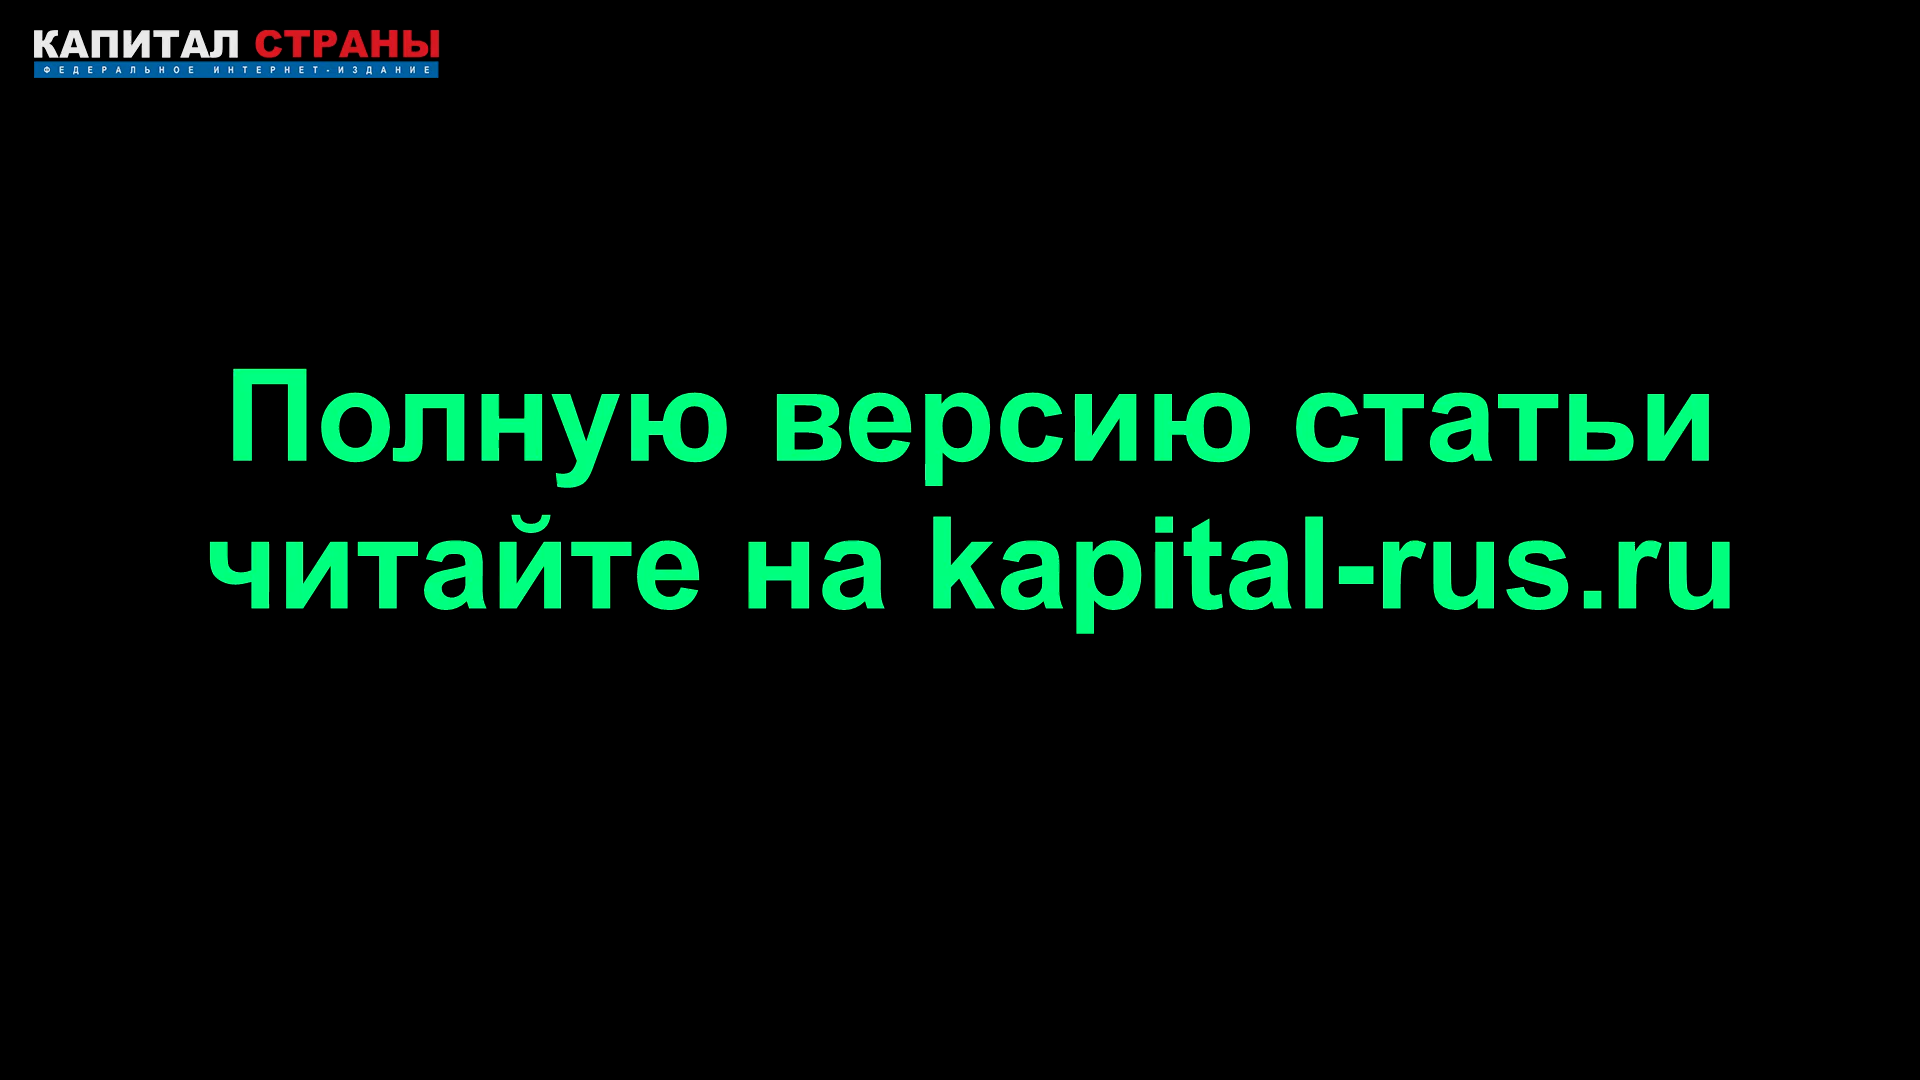 КАПИТАЛ СТРАНЫ
ФЕДЕРАЛЬНОЕ ИНТЕРНЕТ-ИЗДАНИЕ
Полную версию статьи
читайте на kapital-rus.ru